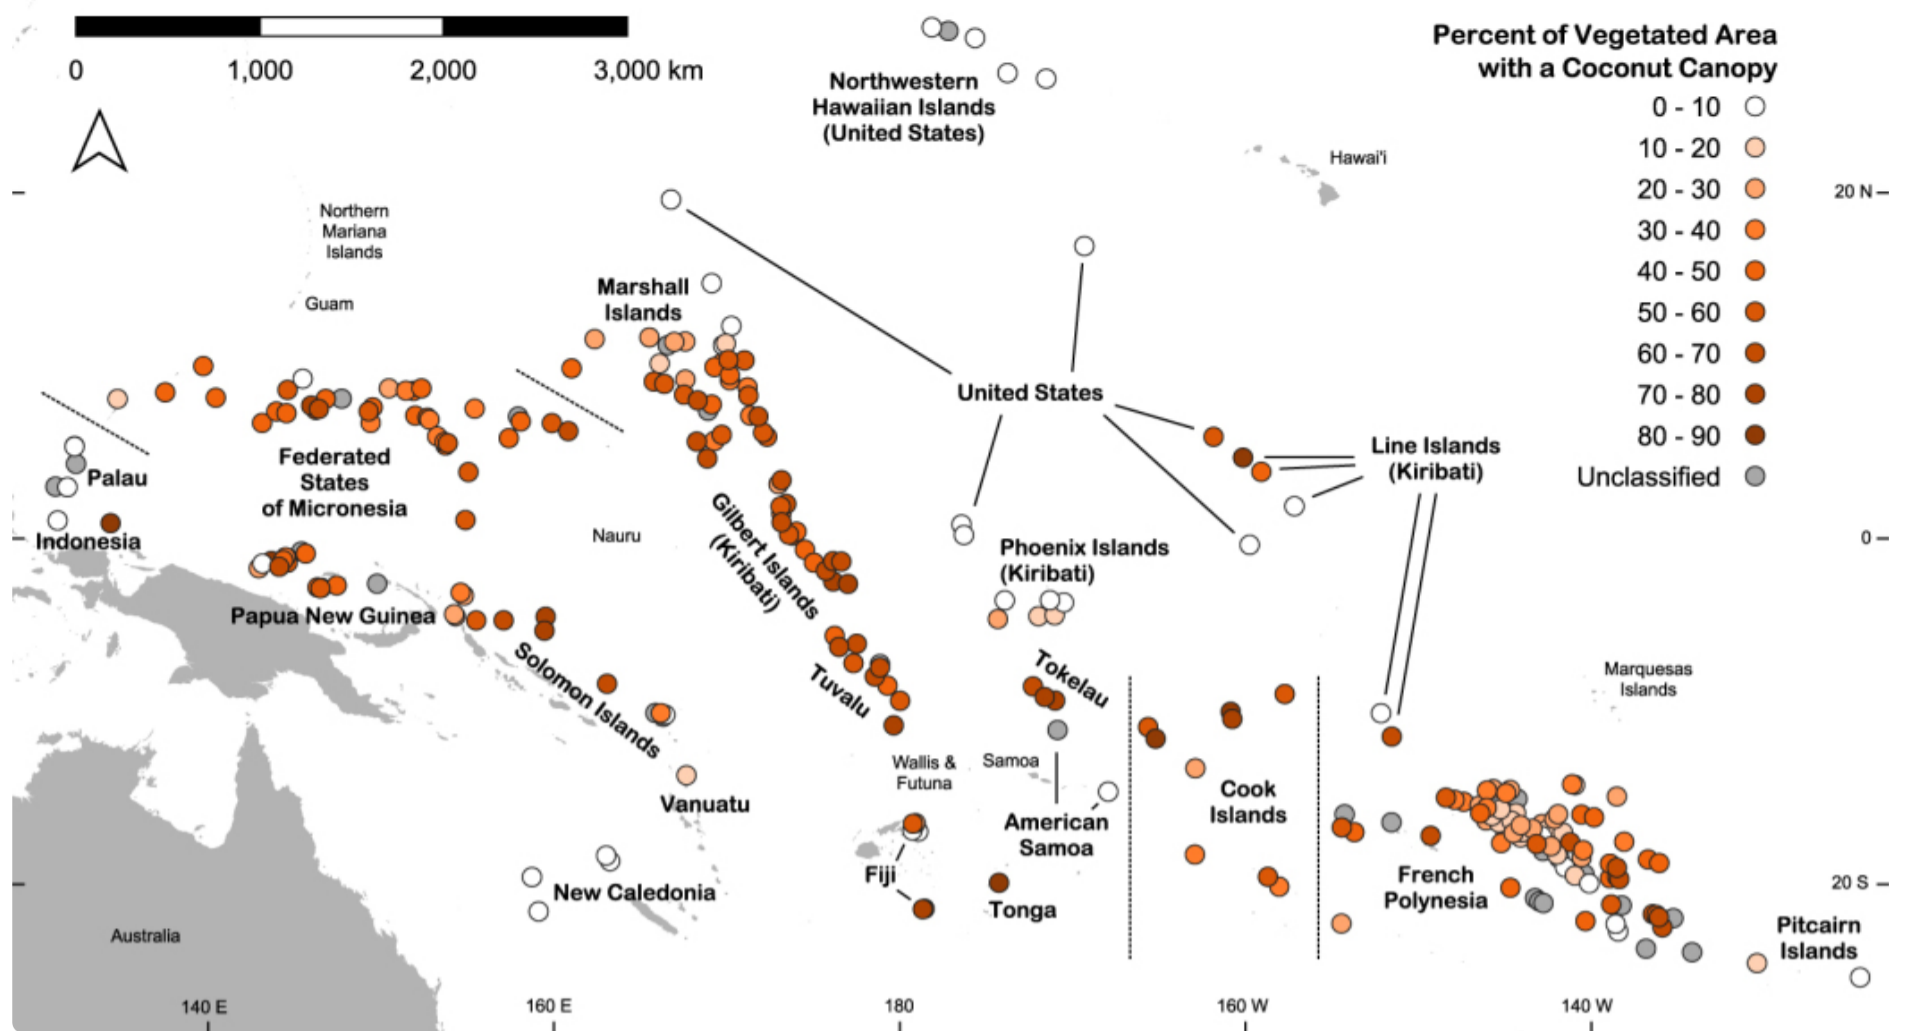 0 1,000 2,000 3,000 km
Percent of Vegetated Area
with a Coconut Canopy
0 - 10
10 - 20
20 - 30
30 - 40
40 - 50
50 - 60
60 - 70
70 - 80
80 - 90
Unclassified
Northwestern
Hawaiian Islands
(United States)
Hawai'i
20 N
Northern
Mariana
Islands
Guam
Marshall
Islands
United States
Line Islands
(Kiribati)
Palau
Federated
States
of Micronesia
Indonesia
Nauru
Gilbert Islands
(Kiribati)
Phoenix Islands
(Kiribati)
0
Papua New Guinea
Solomon Islands
Tuvalu
Tokelau
Marquesas
Islands
Wallis &
Futuna
Samoa
Vanuatu
American
Samoa
Cook
Islands
Fiji
New Caledonia
Tonga
French
Polynesia
20 S
Pitcairn
Islands
Australia
140 E
160 E
180
160 W
140 W